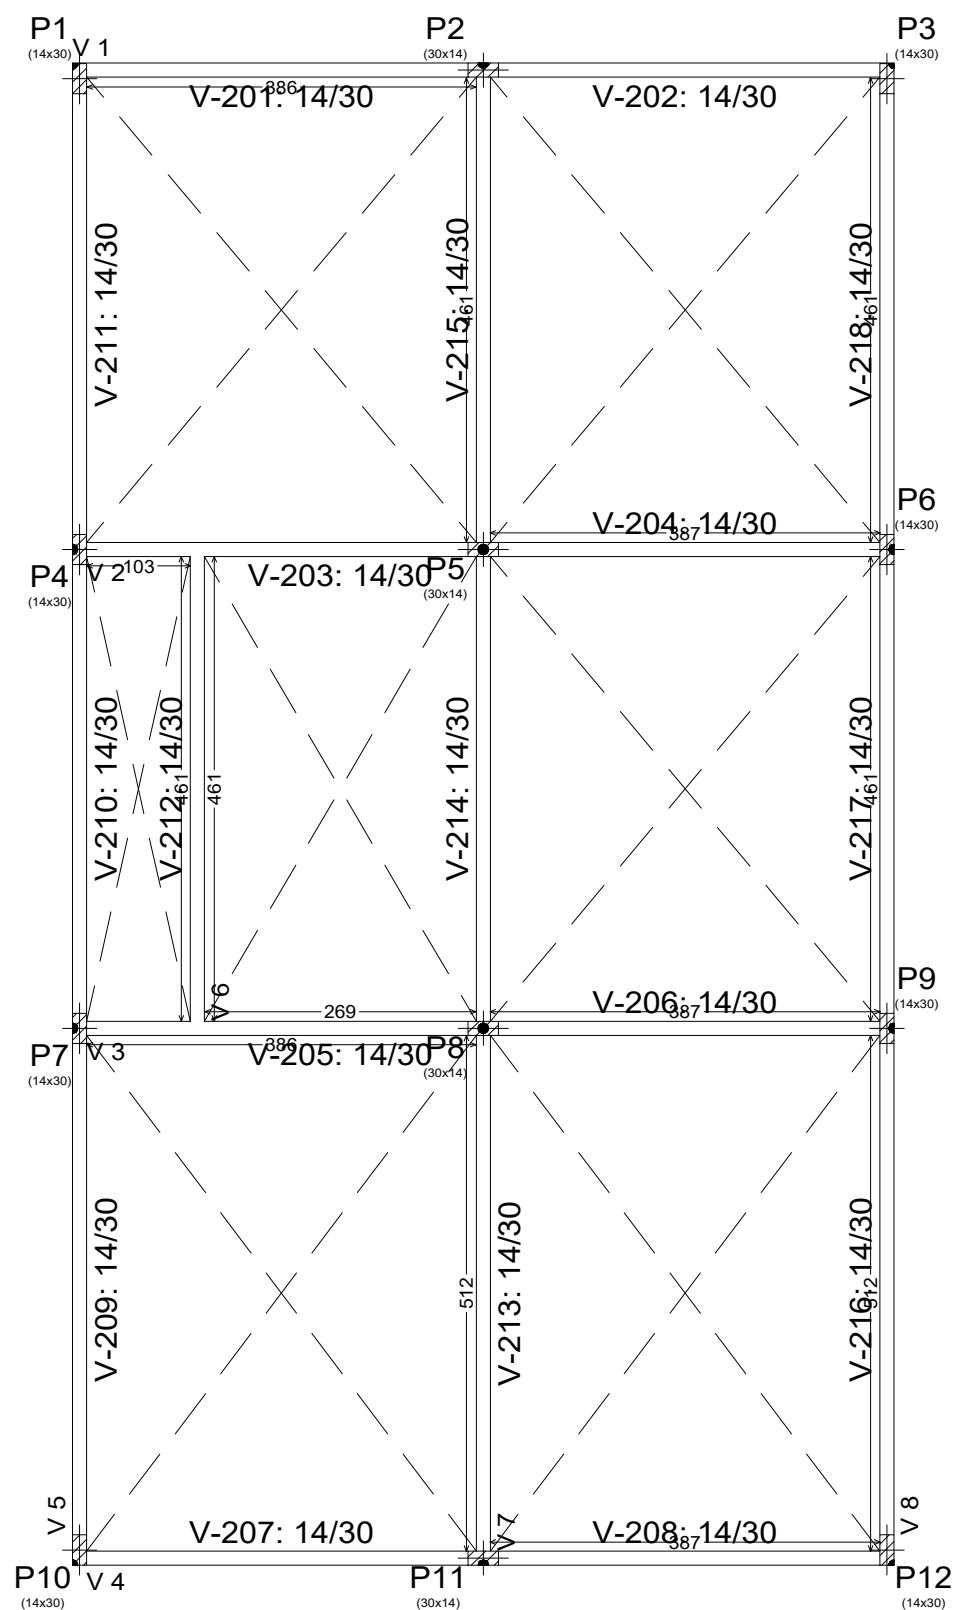 P1
(14x30)
V 1
P2
(30x14)
P3
(14x30)
386
V-201: 14/30
V-202: 14/30
V-211: 14/30
V-215: 14/30
461
V-218: 14/30
461
P6
(14x30)
V-204: 14/30
387
P4
(14x30)
V 2
103
V-203: 14/30
P5
(30x14)
V-210: 14/30
V-212: 14/30
461
461
V-214: 14/30
V-217: 14/30
461
V 6
269
V-206: 14/30
387
P9
(14x30)
P7
(14x30)
V 3
386
V-205: 14/30
P8
(30x14)
V-209: 14/30
512
V-213: 14/30
V-216: 14/30
512
V 5
V-207: 14/30
V 7
V-208: 14/30
387
V 8
P10
(14x30)
V 4
P11
(30x14)
P12
(14x30)